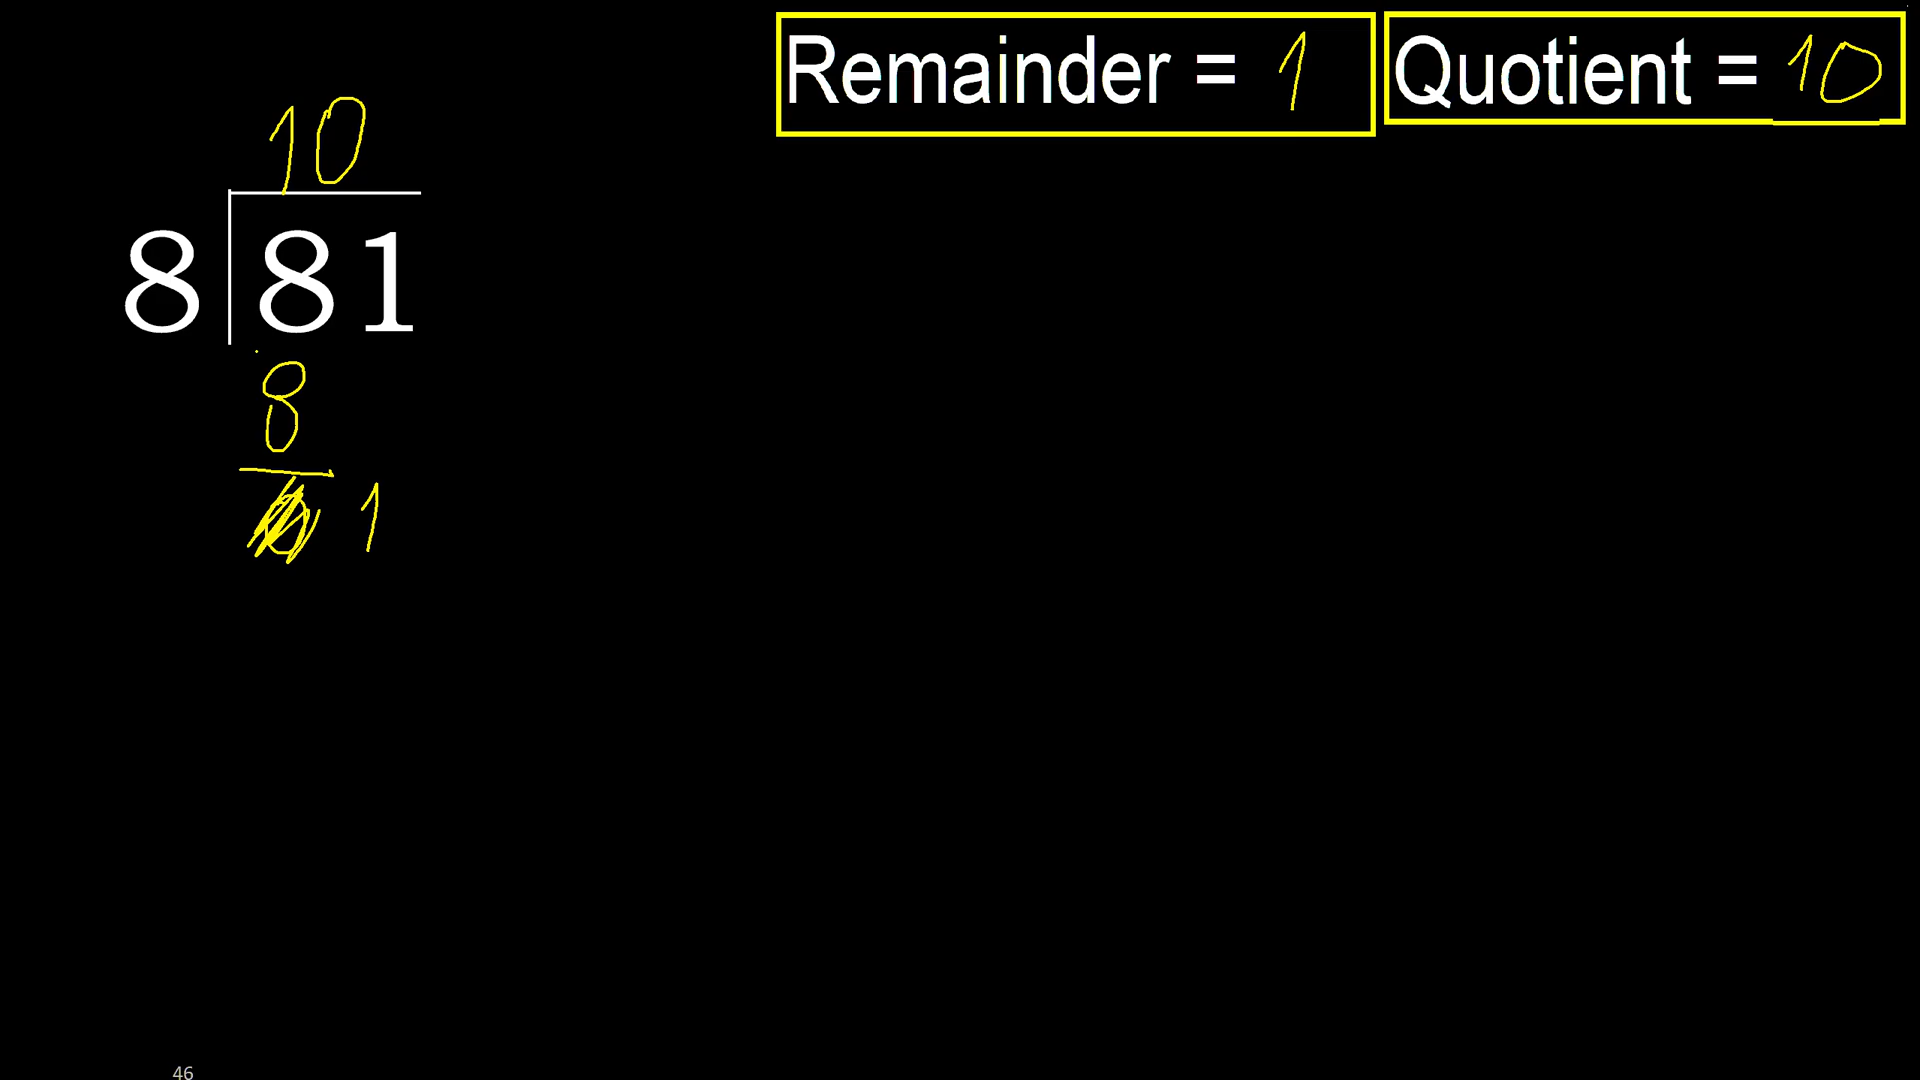 Remainder = 1
Quotient = 10
10
8 81
8
1
46